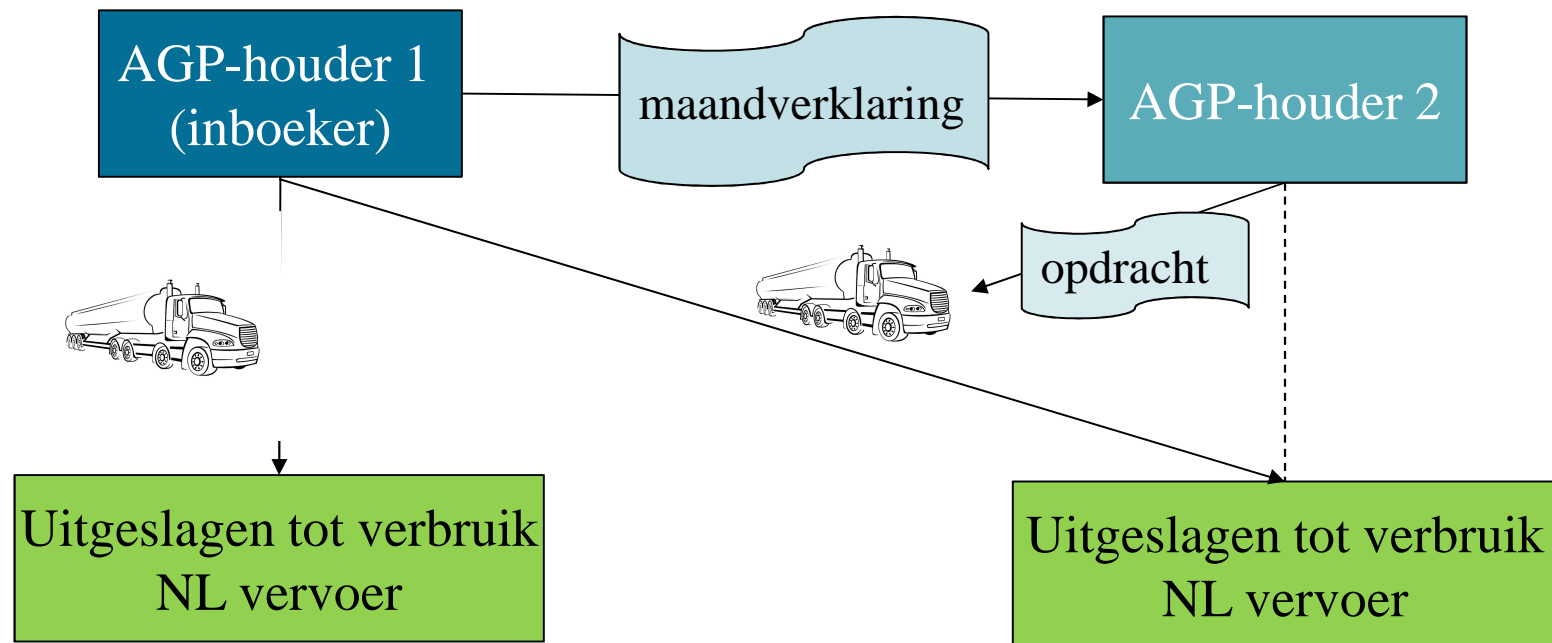 AGP-houder 1
(inboeker)
maandverklaring
AGP-houder 2
opdracht
Uitgeslagen tot verbruik
NL vervoer
Uitgeslagen tot verbruik
NL vervoer